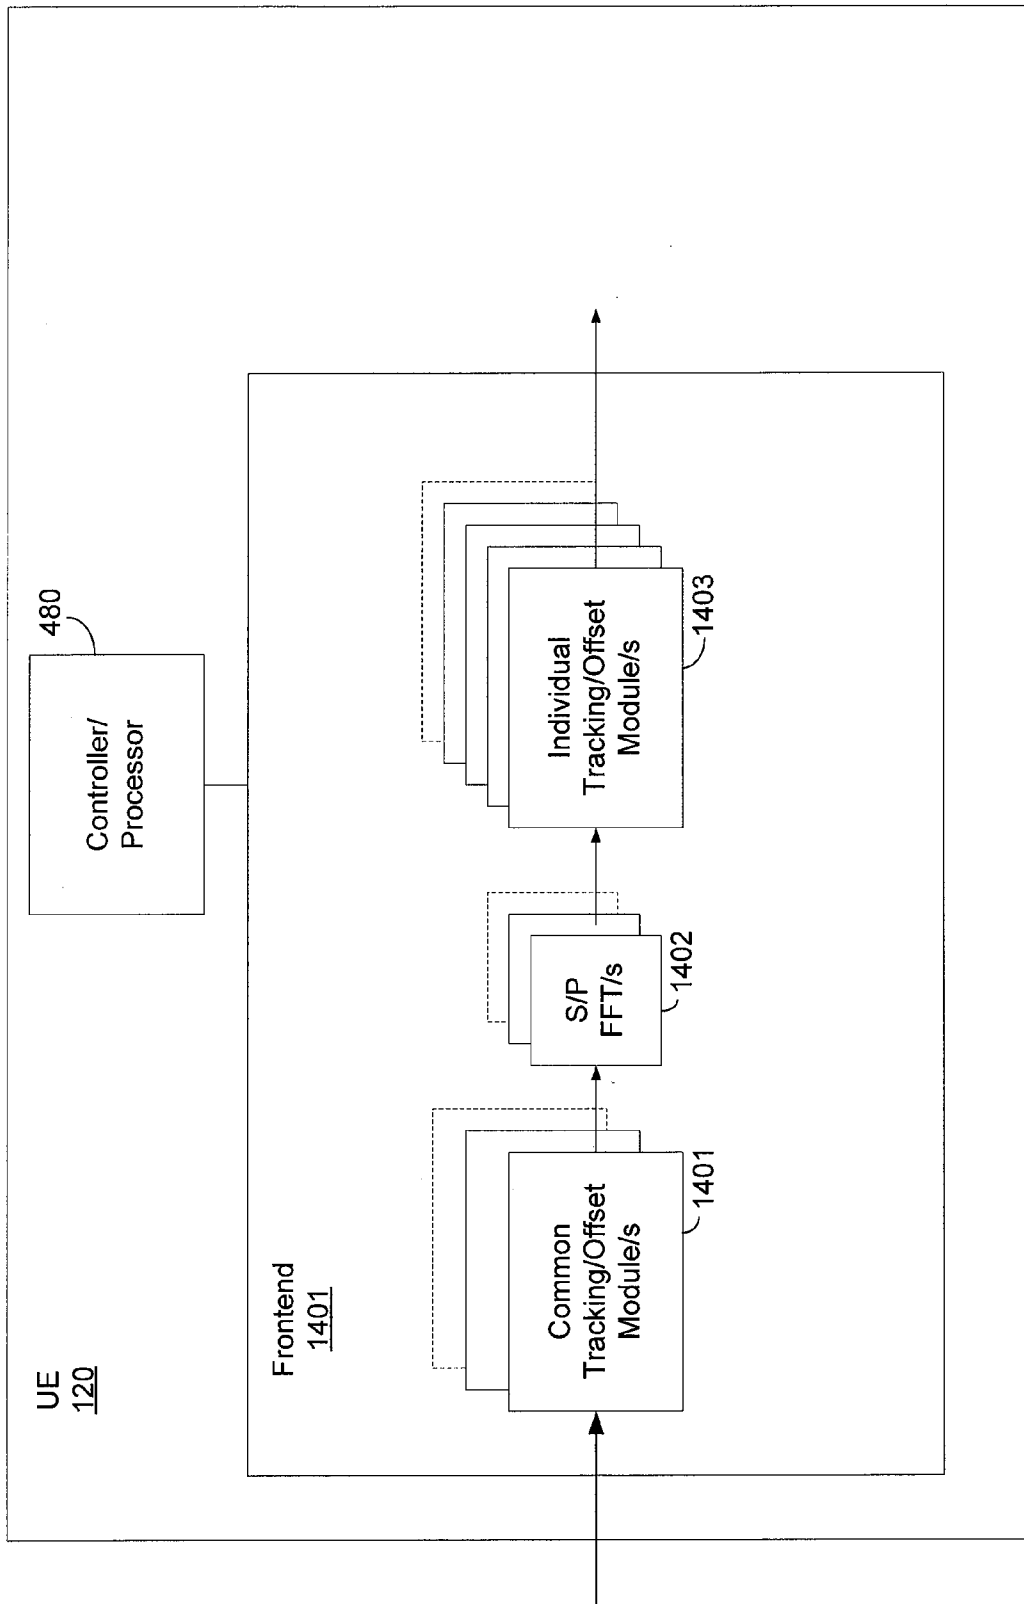 UE
120
Controller/
Processor
480
Frontend
1401
Common
Tracking/Offset
Module/s
1401
S/P
FFT/s
1402
Individual
Tracking/Offset
Module/s
1403